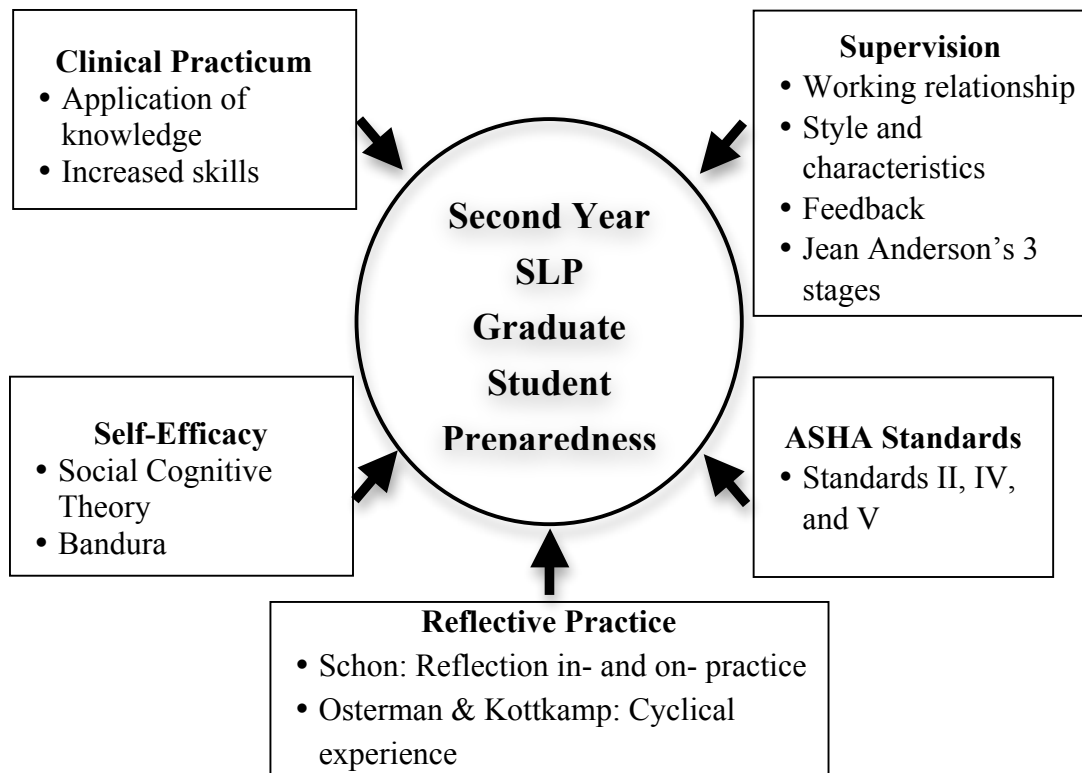 Clinical Practicum
• Application of
knowledge
• Increased skills
Supervision
• Working relationship
• Style and
characteristics
• Feedback
• Jean Anderson’s 3
stages
Second Year
SLP
Graduate
Student
Preparedness
Self-Efficacy
• Social Cognitive
Theory
• Bandura
ASHA Standards
• Standards II, IV,
and V
Reflective Practice
• Schon: Reflection in- and on- practice
• Osterman & Kottkamp: Cyclical
experience